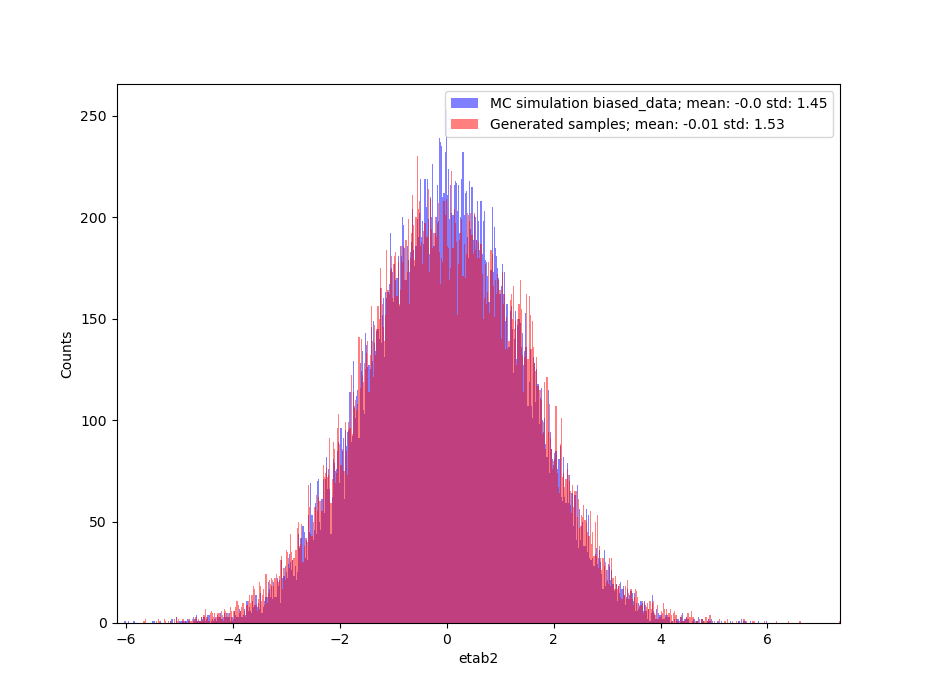 MC simulation biased_data; mean: -0.0 std: 1.45
Generated samples; mean: -0.01 std: 1.53
250
200
150
100
50
0
Counts
−6 −4 −2 0 2 4 6
etab2